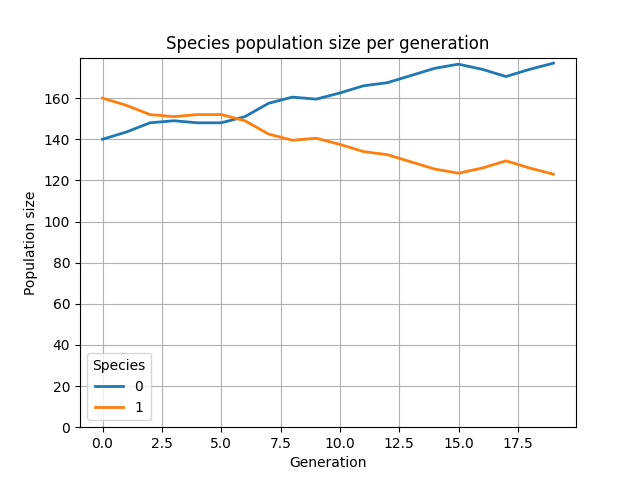 Species population size per generation
160
140
120
100
80
60
40
20
0
Population size
Species
0
1
0.0 2.5 5.0 7.5 10.0 12.5 15.0 17.5
Generation